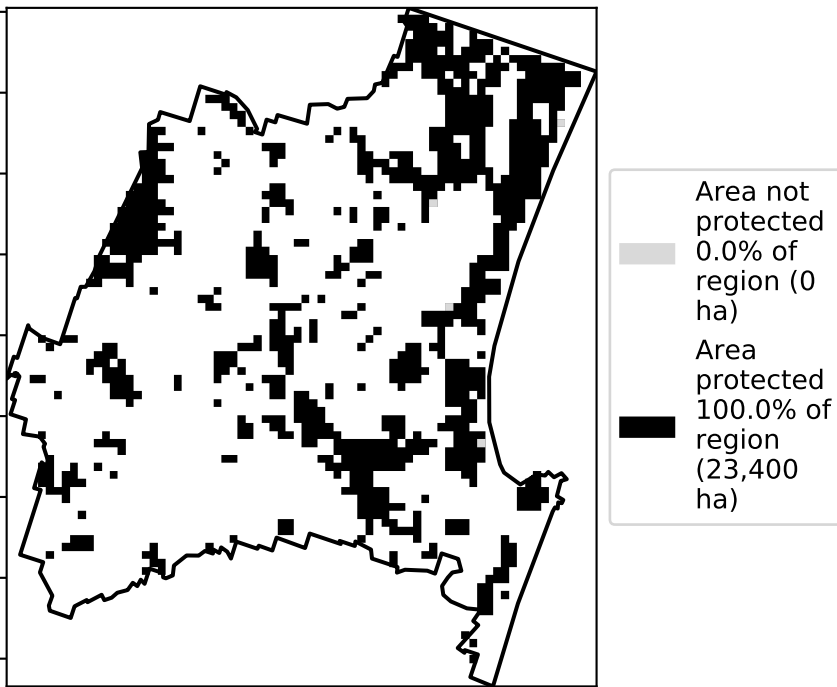 Area not
protected
0.0% of
region (0
ha)
Area
protected
100.0% of
region
(23,400
ha)